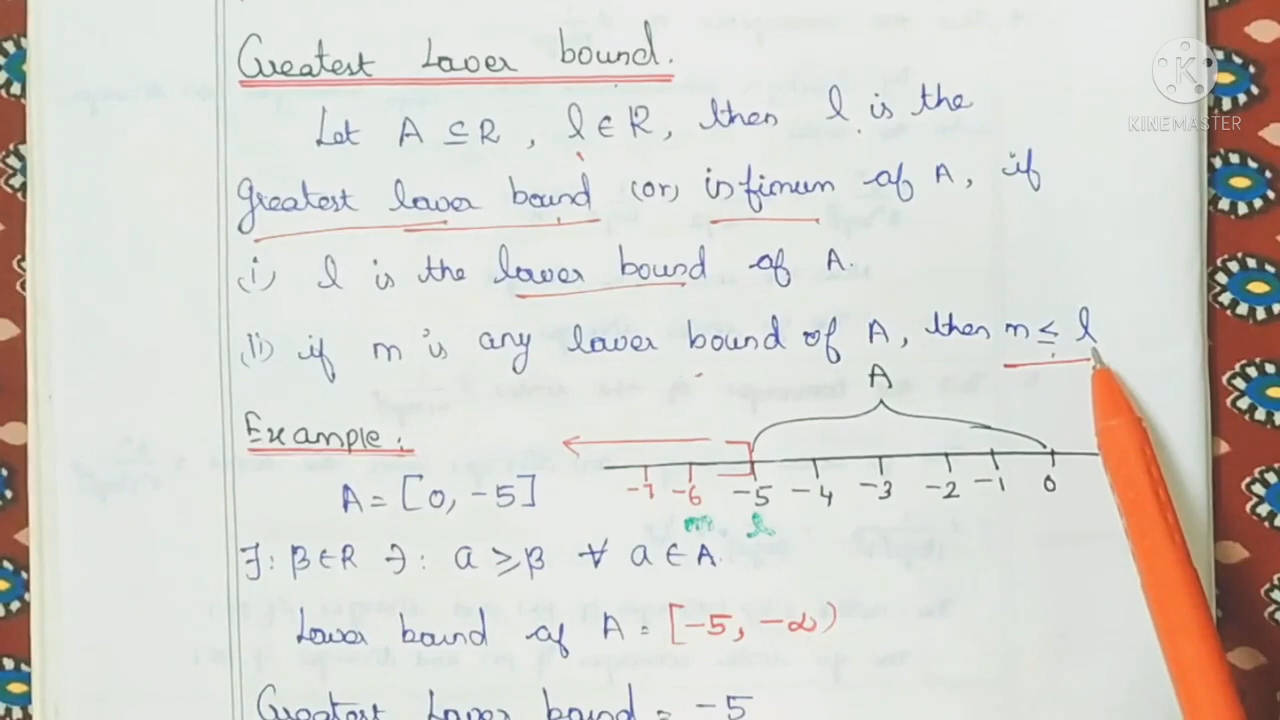 Greatest Lower bound.
Let A ⊆ R, l ∈ R, then l is the
greatest lower bound (or) infimum of A, if
(i) l is the lower bound of A.
(ii) if m is any lower bound of A, then m ≤ l
A
Example:
-7 -6 -5 -4 -3 -2 -1 0
A = [0, -5]
m l
∃: β ∈ R ∋: a ≥ β ∀ a ∈ A.
Lower bound of A = [-5, -∞)
Greatest Lower bound = -5
K
KINEMASTER